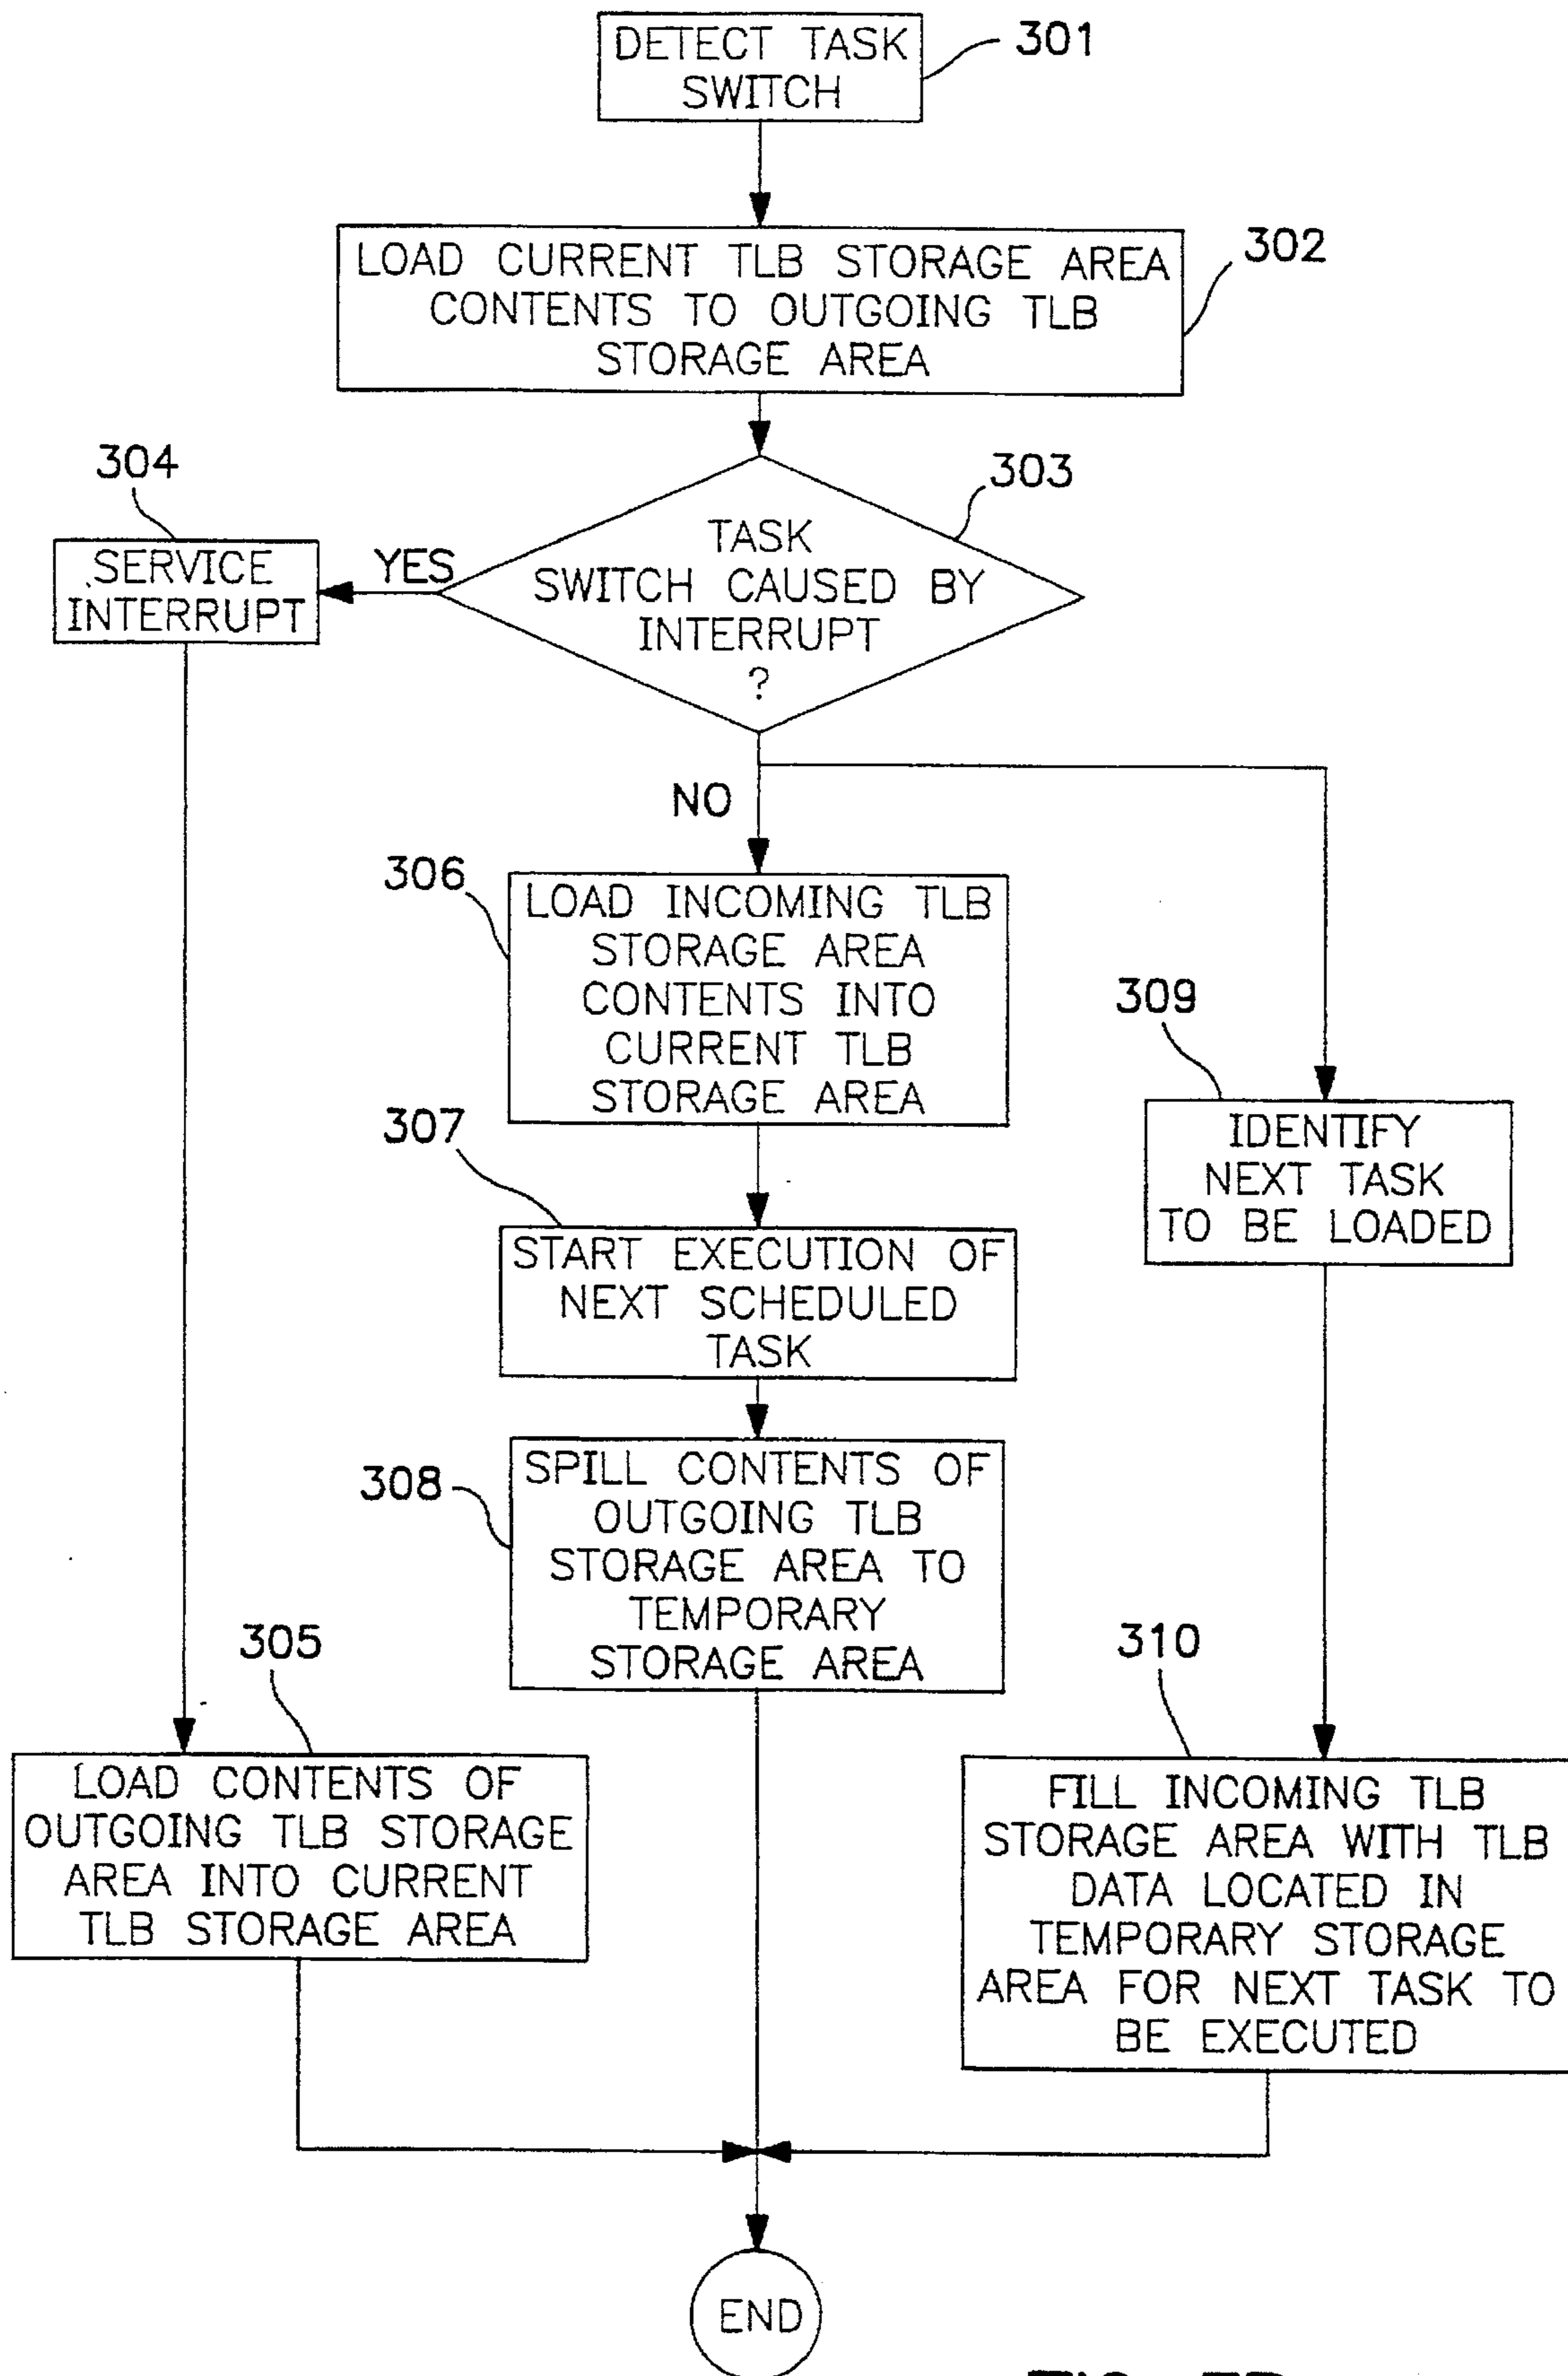 DETECT TASK
SWITCH
301
LOAD CURRENT TLB STORAGE AREA
CONTENTS TO OUTGOING TLB
STORAGE AREA
302
303
TASK
SWITCH CAUSED BY
INTERRUPT
?
YES
304
SERVICE
INTERRUPT
NO
306
LOAD INCOMING TLB
STORAGE AREA
CONTENTS INTO
CURRENT TLB
STORAGE AREA
309
IDENTIFY
NEXT TASK
TO BE LOADED
307
START EXECUTION OF
NEXT SCHEDULED
TASK
308
SPILL CONTENTS OF
OUTGOING TLB
STORAGE AREA TO
TEMPORARY
STORAGE AREA
305
LOAD CONTENTS OF
OUTGOING TLB STORAGE
AREA INTO CURRENT
TLB STORAGE AREA
310
FILL INCOMING TLB
STORAGE AREA WITH TLB
DATA LOCATED IN
TEMPORARY STORAGE
AREA FOR NEXT TASK TO
BE EXECUTED
END